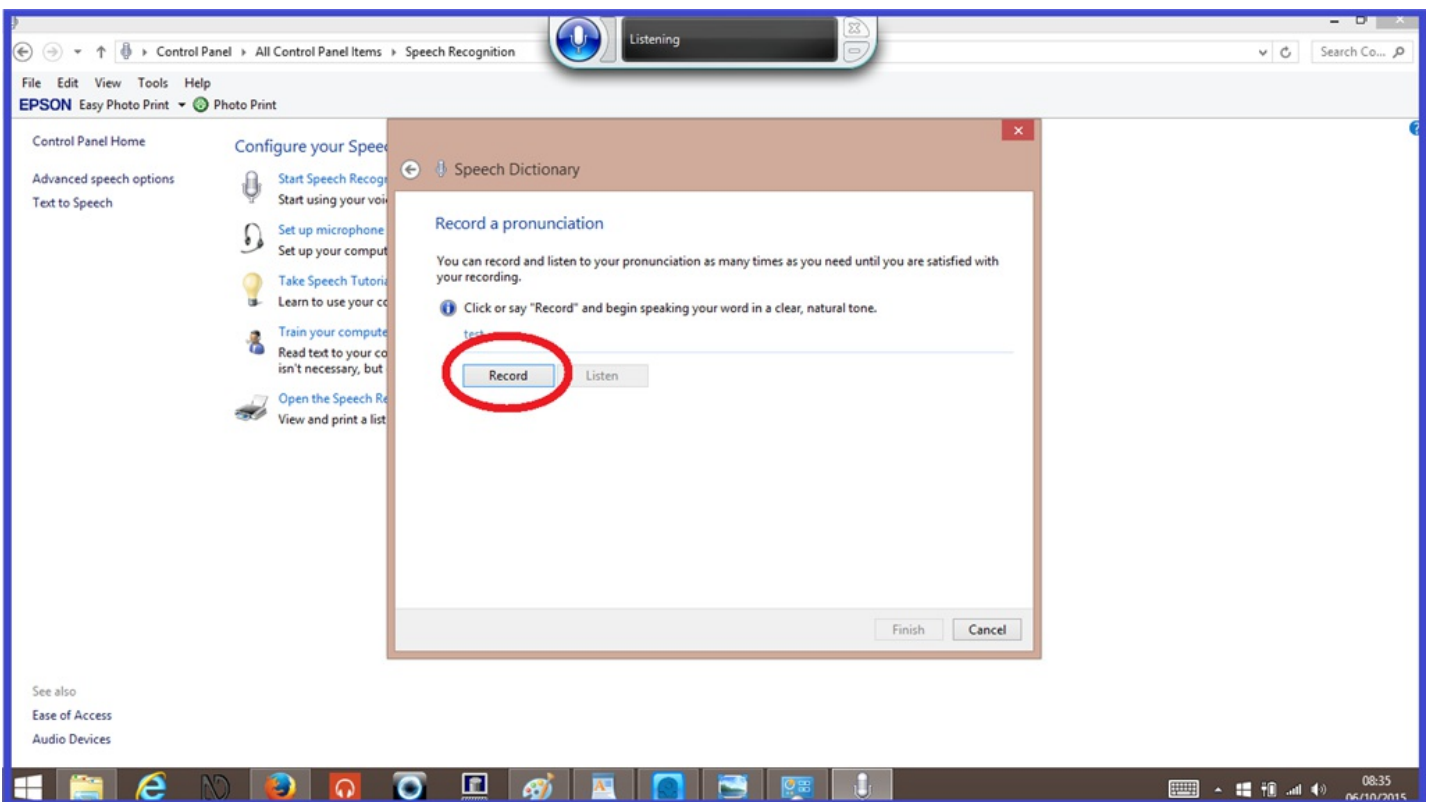 Listening
Control Panel
All Control Panel Items
Speech Recognition
Search Co...
File Edit View Tools Help
EPSON Easy Photo Print Photo Print
Control Panel Home
Advanced speech options
Text to Speech
Configure your Speec
Start Speech Recogn
Start using your voi
Set up microphone
Set up your comput
Take Speech Tutoria
Learn to use your co
Train your compute
Read text to your co
isn't necessary, but
Open the Speech Re
View and print a list
Speech Dictionary
Record a pronunciation
You can record and listen to your pronunciation as many times as you need until you are satisfied with
your recording.
Click or say "Record" and begin speaking your word in a clear, natural tone.
test
Record Listen
Finish Cancel
See also
Ease of Access
Audio Devices
08:35
06/10/2015